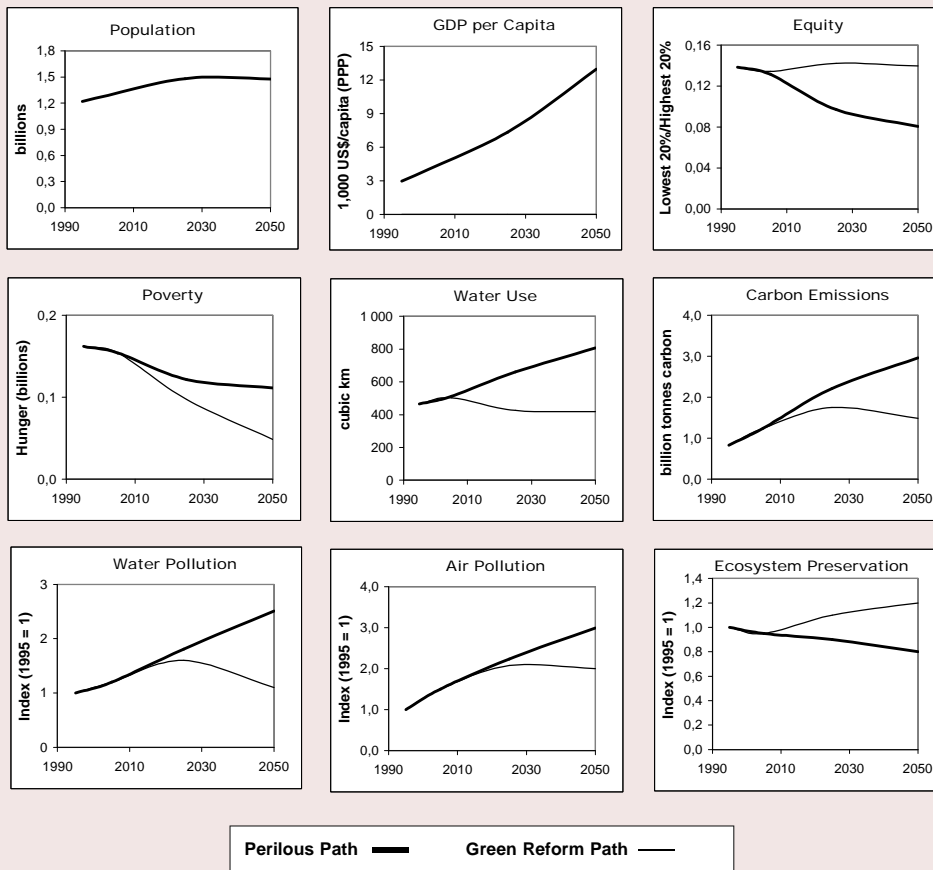 Population
billions
1,8
1,5
1,2
0,9
0,6
0,3
0,0
1990 2010 2030 2050
GDP per Capita
1,000 US$/capita (PPP)
15
12
9
6
3
0
1990 2010 2030 2050
Equity
Lowest 20%/Highest 20%
0,16
0,12
0,08
0,04
0,00
1990 2010 2030 2050
Poverty
Hunger (billions)
0,2
0,1
0,0
1990 2010 2030 2050
Water Use
cubic km
1 000
800
600
400
200
0
1990 2010 2030 2050
Carbon Emissions
billion tonnes carbon
4,0
3,0
2,0
1,0
0,0
1990 2010 2030 2050
Water Pollution
Index (1995 = 1)
3
2
1
0
1990 2010 2030 2050
Air Pollution
Index (1995 = 1)
4,0
3,0
2,0
1,0
0,0
1990 2010 2030 2050
Ecosystem Preservation
Index (1995 = 1)
1,4
1,2
1,0
0,8
0,6
0,4
0,2
0,0
1990 2010 2030 2050
Perilous Path Green Reform Path